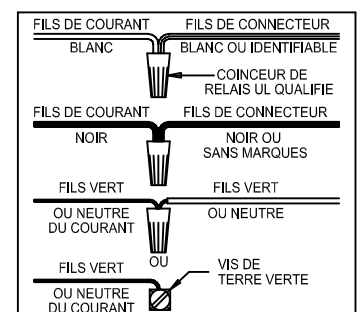 FILS DE COURANT FILS DE CONNECTEUR
BLANC BLANC OU IDENTIFIABLE
COINCEUR DE
RELAIS UL QUALIFIE
FILS DE COURANT FILS DE CONNECTEUR
NOIR NOIR OU
SANS MARQUES
FILS VERT FILS VERT
OU NEUTRE
DU COURANT
OU NEUTRE
OU
FILS VERT
OU NEUTRE
DU COURANT
VIS DE
TERRE VERTE